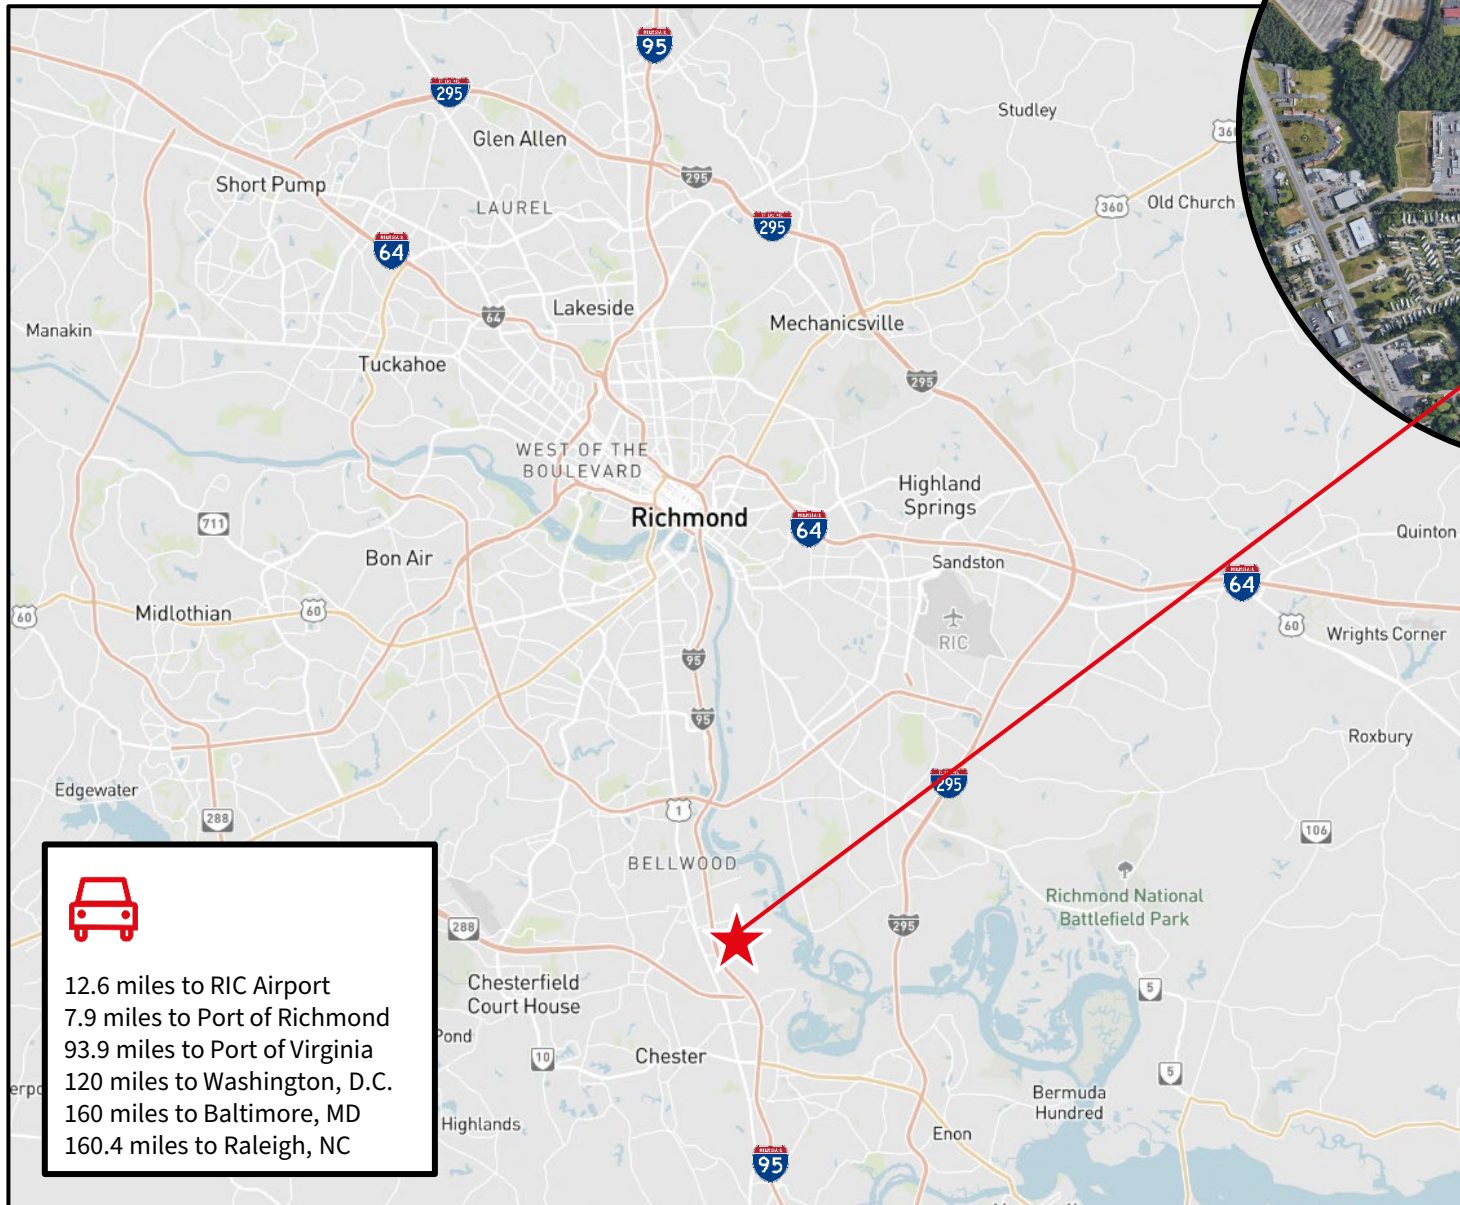 95
295
Studley
Glen Allen
360
295
Short Pump
LAUREL
360
Old Church
295
64
Lakeside
64
Manakin
Mechanicsville
Tuckahoe
295
WEST OF THE
BOULEVARD
Highland
Springs
Richmond
711
64
Quinton
Bon Air
Sandston
64
60
Midlothian
60
60
Wrights Corner
RIC
95
95
Roxbury
Edgewater
295
288
1
106
BELLWOOD
Richmond National
Battlefield Park
288
295
12.6 miles to RIC Airport
7.9 miles to Port of Richmond
93.9 miles to Port of Virginia
120 miles to Washington, D.C.
160 miles to Baltimore, MD
160.4 miles to Raleigh, NC
Chesterfield
Court House
5
Pond
10
Chester
5
Bermuda
Hundred
Highlands
Enon
95